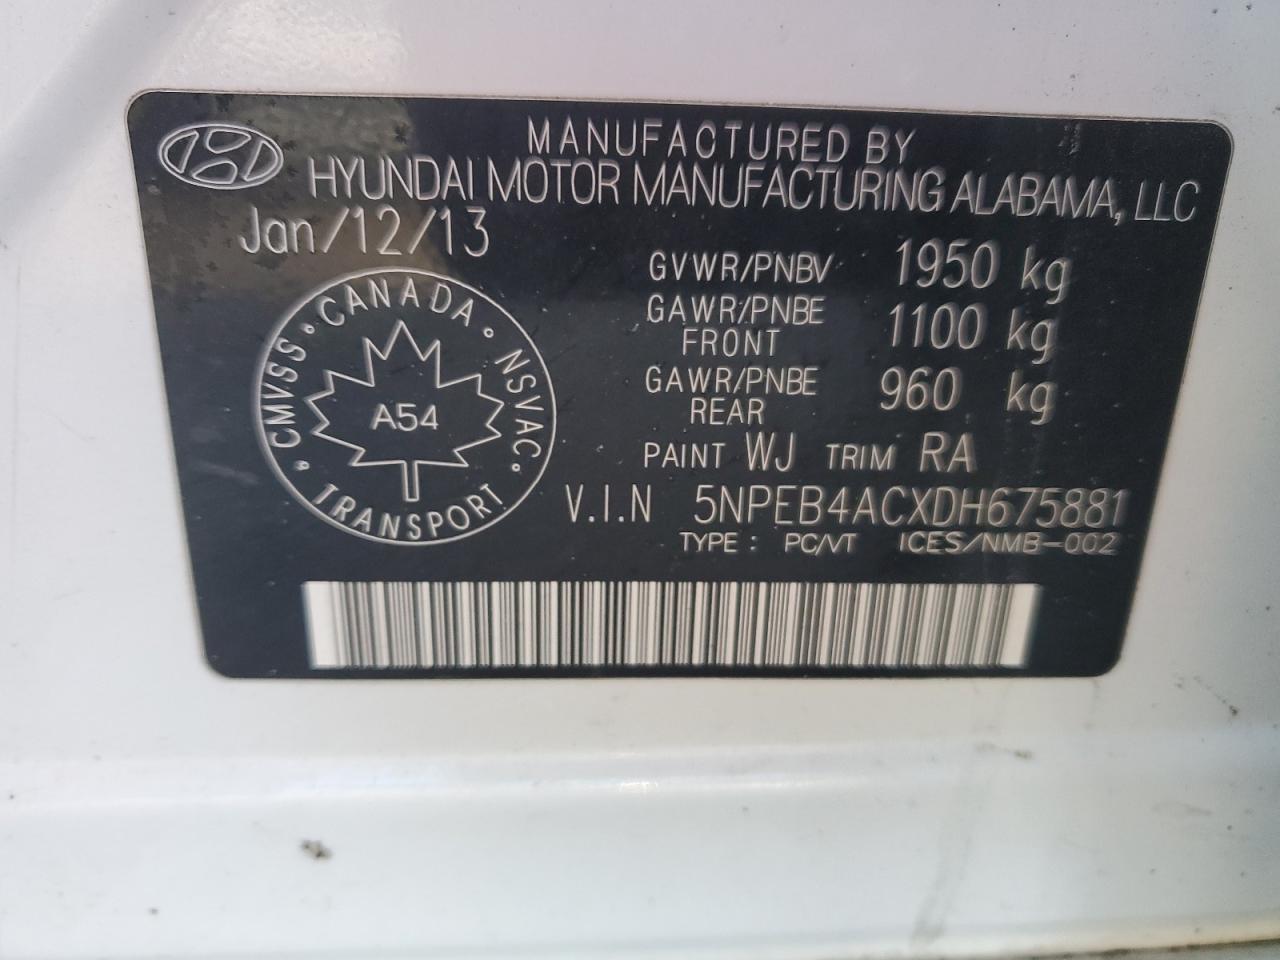 MANUFACTURED BY
HYUNDAI MOTOR MANUFACTURING ALABAMA, LLC
Jan/12/13
GVWR/PNBV 1950 kg
GAWR/PNBE FRONT 1100 kg
GAWR/PNBE REAR 960 kg
PAINT WJ TRIM RA
V.I.N 5NPEB4ACXDH675881
TYPE : PC/VT ICES/NMB-002
CMVSS • CANADA • NSVAC • TRANSPORT •
A54